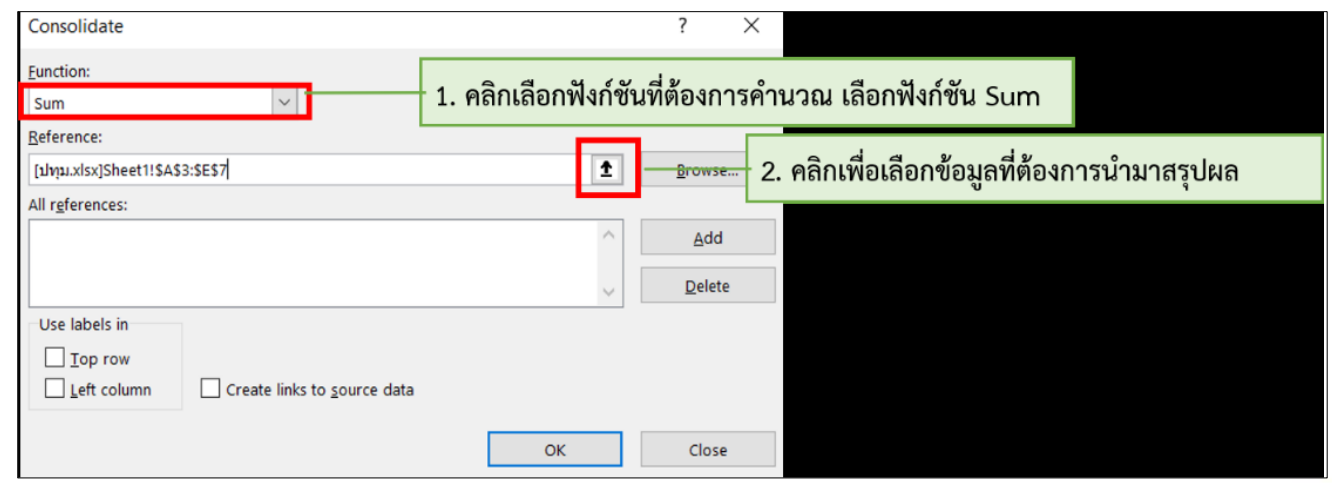 Consolidate ? ×
Function:
Sum
1. คลิกเลือกฟังก์ชันที่ต้องการคำนวณ เลือกฟังก์ชัน Sum
Reference:
[ปทุม.xlsx]Sheet1!$A$3:$E$7
Browse...
2. คลิกเพื่อเลือกข้อมูลที่ต้องการนำมาสรุปผล
All references:
Add
Delete
Use labels in
Top row
Left column
Create links to source data
OK
Close